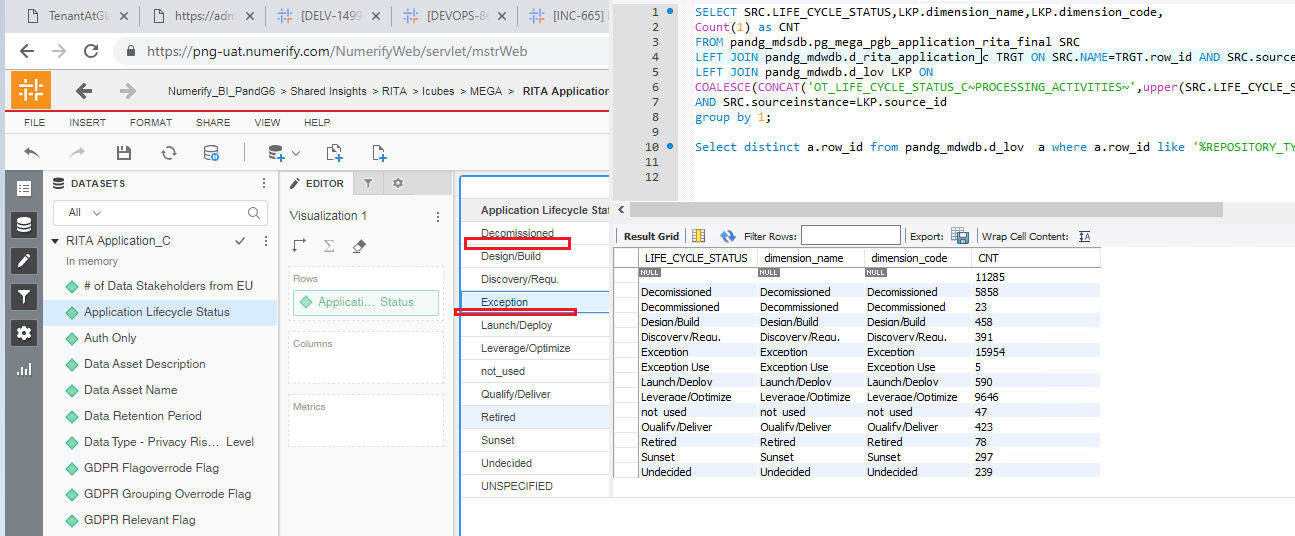 TenantAtGla
https://adm
[DELV-1499
[DEVOPS-8
[INC-665]
https://png-uat.numerify.com/NumerifyWeb/servlet/mstrWeb
Numerify_BI_PandG6 > Shared Insights > RITA > Icubes > MEGA > RITA Application
FILE INSERT FORMAT SHARE VIEW HELP
DATASETS
All
RITA Application_C
In memory
# of Data Stakeholders from EU
Application Lifecycle Status
Auth Only
Data Asset Description
Data Asset Name
Data Retention Period
Data Type - Privacy Ris... Level
GDPR Flagoverrode Flag
GDPR Grouping Overrode Flag
GDPR Relevant Flag
EDITOR
Visualization 1
Rows
Applicati... Status
Columns
Metrics
Application Lifecycle Stat
Decomissioned
Design/Build
Discovery/Requ.
Exception
Launch/Deploy
Leverage/Optimize
not_used
Qualify/Deliver
Retired
Sunset
Undecided
UNSPECIFIED
1 SELECT SRC.LIFE_CYCLE_STATUS,LKP.dimension_name,LKP.dimension_code,
2 Count(1) as CNT
3 FROM pandg_mdsdb.pg_mega_pgb_application_rita_final SRC
4 LEFT JOIN pandg_mdwdb.d_rita_application_c TRGT ON SRC.NAME=TRGT.row_id AND SRC.source
5 LEFT JOIN pandg_mdwdb.d_lov LKP ON
6 COALESCE(CONCAT('OT_LIFE_CYCLE_STATUS_C~PROCESSING_ACTIVITIES~',upper(SRC.LIFE_CYCLE_S
7 AND SRC.sourceinstance=LKP.source_id
8 group by 1;
9
10 Select distinct a.row_id from pandg_mdwdb.d_lov a where a.row_id like '%REPOSITORY_TY
11
12
Result Grid Filter Rows: Export: Wrap Cell Content:
LIFE_CYCLE_STATUS dimension_name dimension_code CNT
NULL NULL NULL 11285
Decomissioned Decomissioned Decomissioned 5858
Decommissioned Decommissioned Decommissioned 23
Design/Build Design/Build Design/Build 458
Discovery/Requ. Discovery/Requ. Discovery/Requ. 391
Exception Exception Exception 15954
Exception Use Exception Use Exception Use 5
Launch/Deploy Launch/Deploy Launch/Deploy 590
Leverage/Optimize Leverage/Optimize Leverage/Optimize 9646
not_used not_used not_used 47
Qualify/Deliver Qualify/Deliver Qualify/Deliver 423
Retired Retired Retired 78
Sunset Sunset Sunset 297
Undecided Undecided Undecided 239